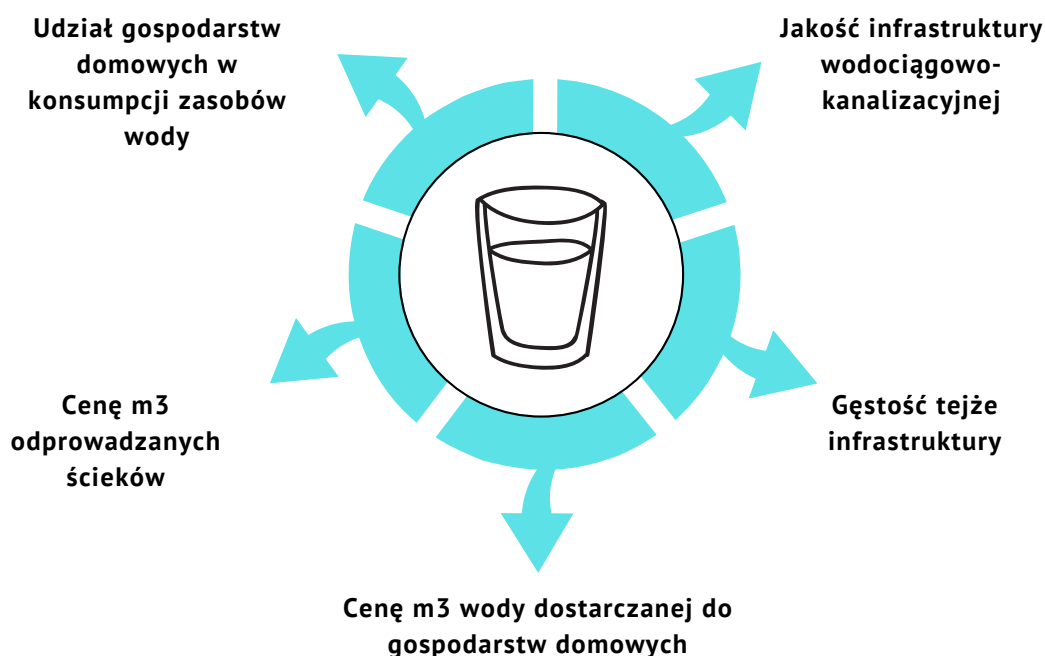 Udział gospodarstw
domowych w
konsumpcji zasobów
wody
Jakość infrastruktury
wodociągowo-
kanalizacyjnej
Cenę m3
odprowadzanych
ścieków
Gęstość tejże
infrastruktury
Cenę m3 wody dostarczanej do
gospodarstw domowych